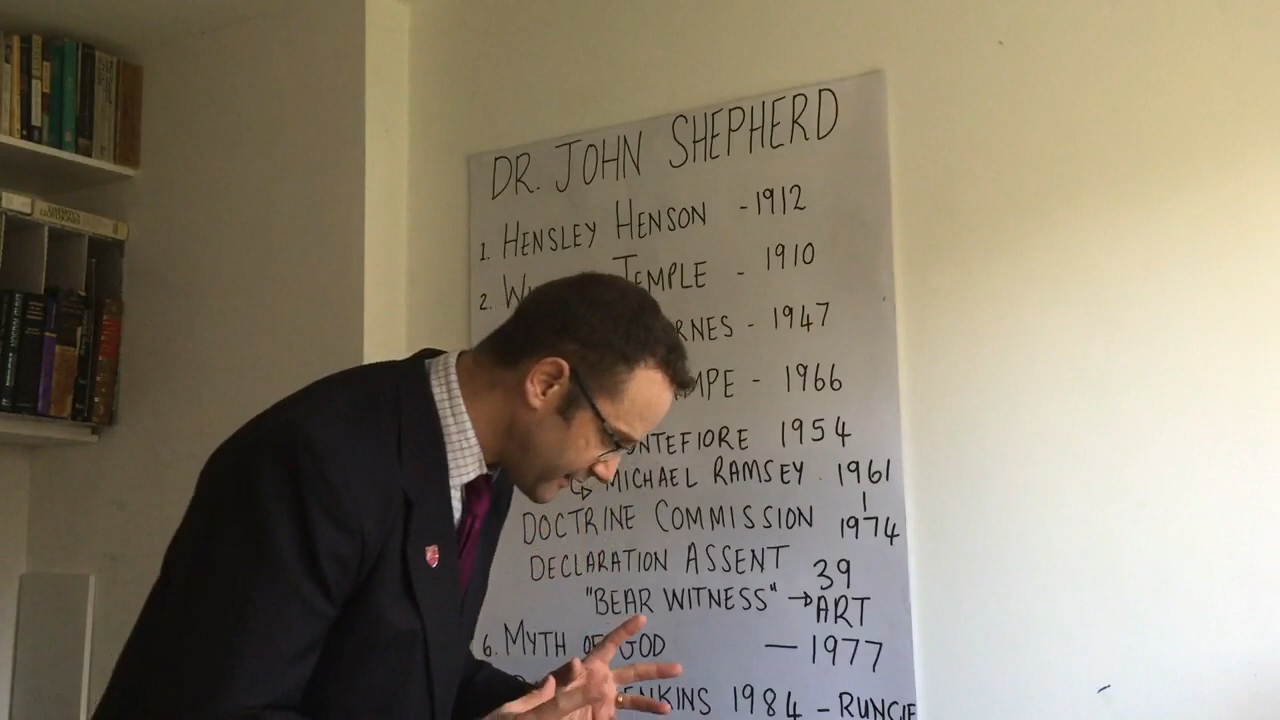 DR. JOHN SHEPHERD
1. HENSLEY HENSON - 1912
2. TEMPLE - 1910
RNES - 1947
MPE - 1966
NTEFIORE 1954
MICHAEL RAMSEY 1961
DOCTRINE COMMISSION 1974
DECLARATION ASSENT 39
"BEAR WITNESS" → ART
6. MYTH OF GOD — 1977
ENKINS 1984 - RUNCIE